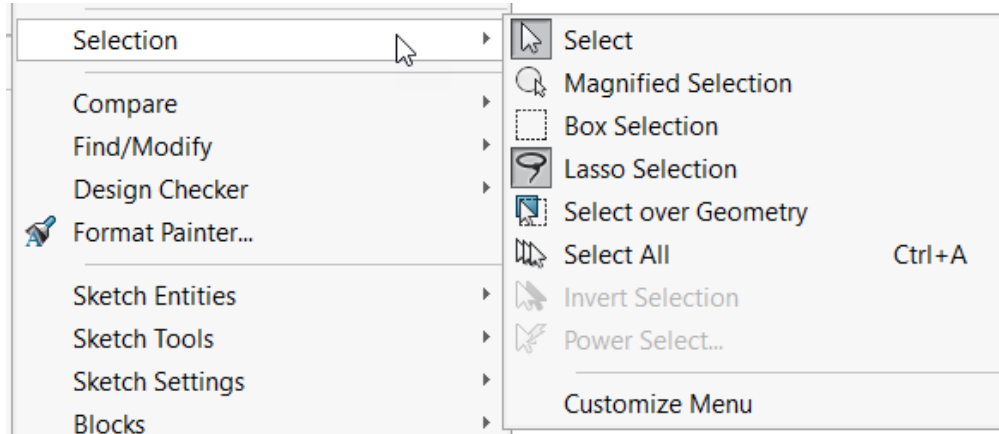 Selection
Compare
Find/Modify
Design Checker
Format Painter...
Sketch Entities
Sketch Tools
Sketch Settings
Blocks
Select
Magnified Selection
Box Selection
Lasso Selection
Select over Geometry
Select All Ctrl+A
Invert Selection
Power Select...
Customize Menu